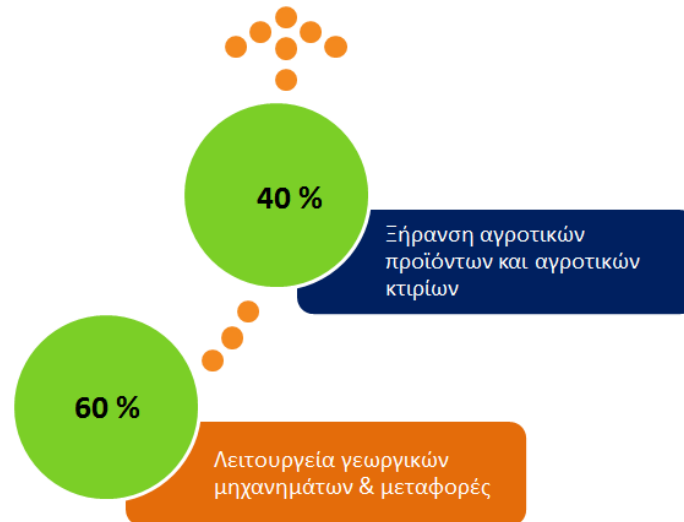 40 %
Ξήρανση αγροτικών
προϊόντων και αγροτικών
κτιρίων
60 %
Λειτουργεία γεωργικών
μηχανημάτων & μεταφορές